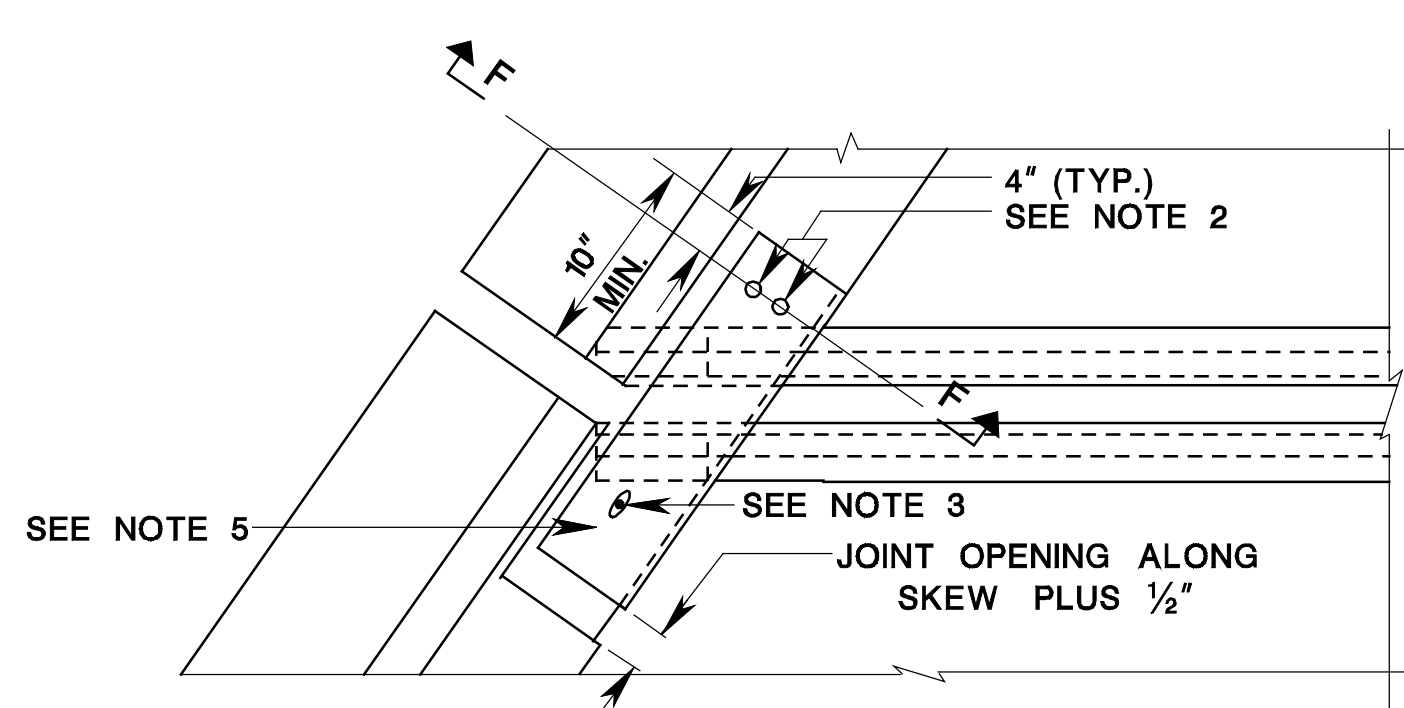 F
4" (TYP.)
SEE NOTE 2
10"
MIN.
F
SEE NOTE 3
SEE NOTE 5
JOINT OPENING ALONG
SKEW PLUS ½"